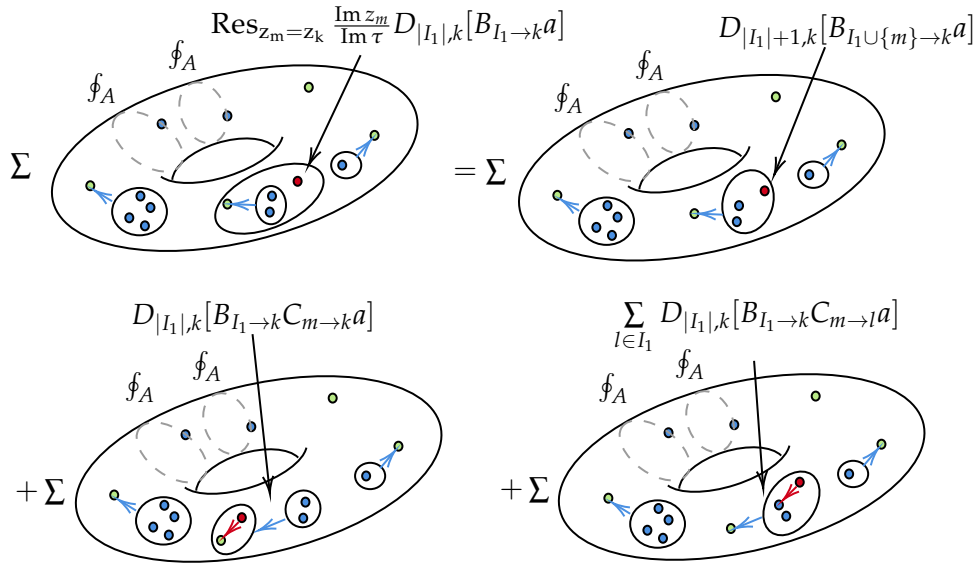 Res_{z_m=z_k} \frac{Im z_m}{Im τ} D_{|I_1|,k}[B_{I_1→k}a]
D_{|I_1|+1,k}[B_{I_1∪{m}→k}a]
∮_A ∮_A
∮_A ∮_A
Σ
= Σ
D_{|I_1|,k}[B_{I_1→k}C_{m→k}a]
Σ_{l∈I_1} D_{|I_1|,k}[B_{I_1→k}C_{m→l}a]
∮_A ∮_A
∮_A ∮_A
+ Σ
+ Σ